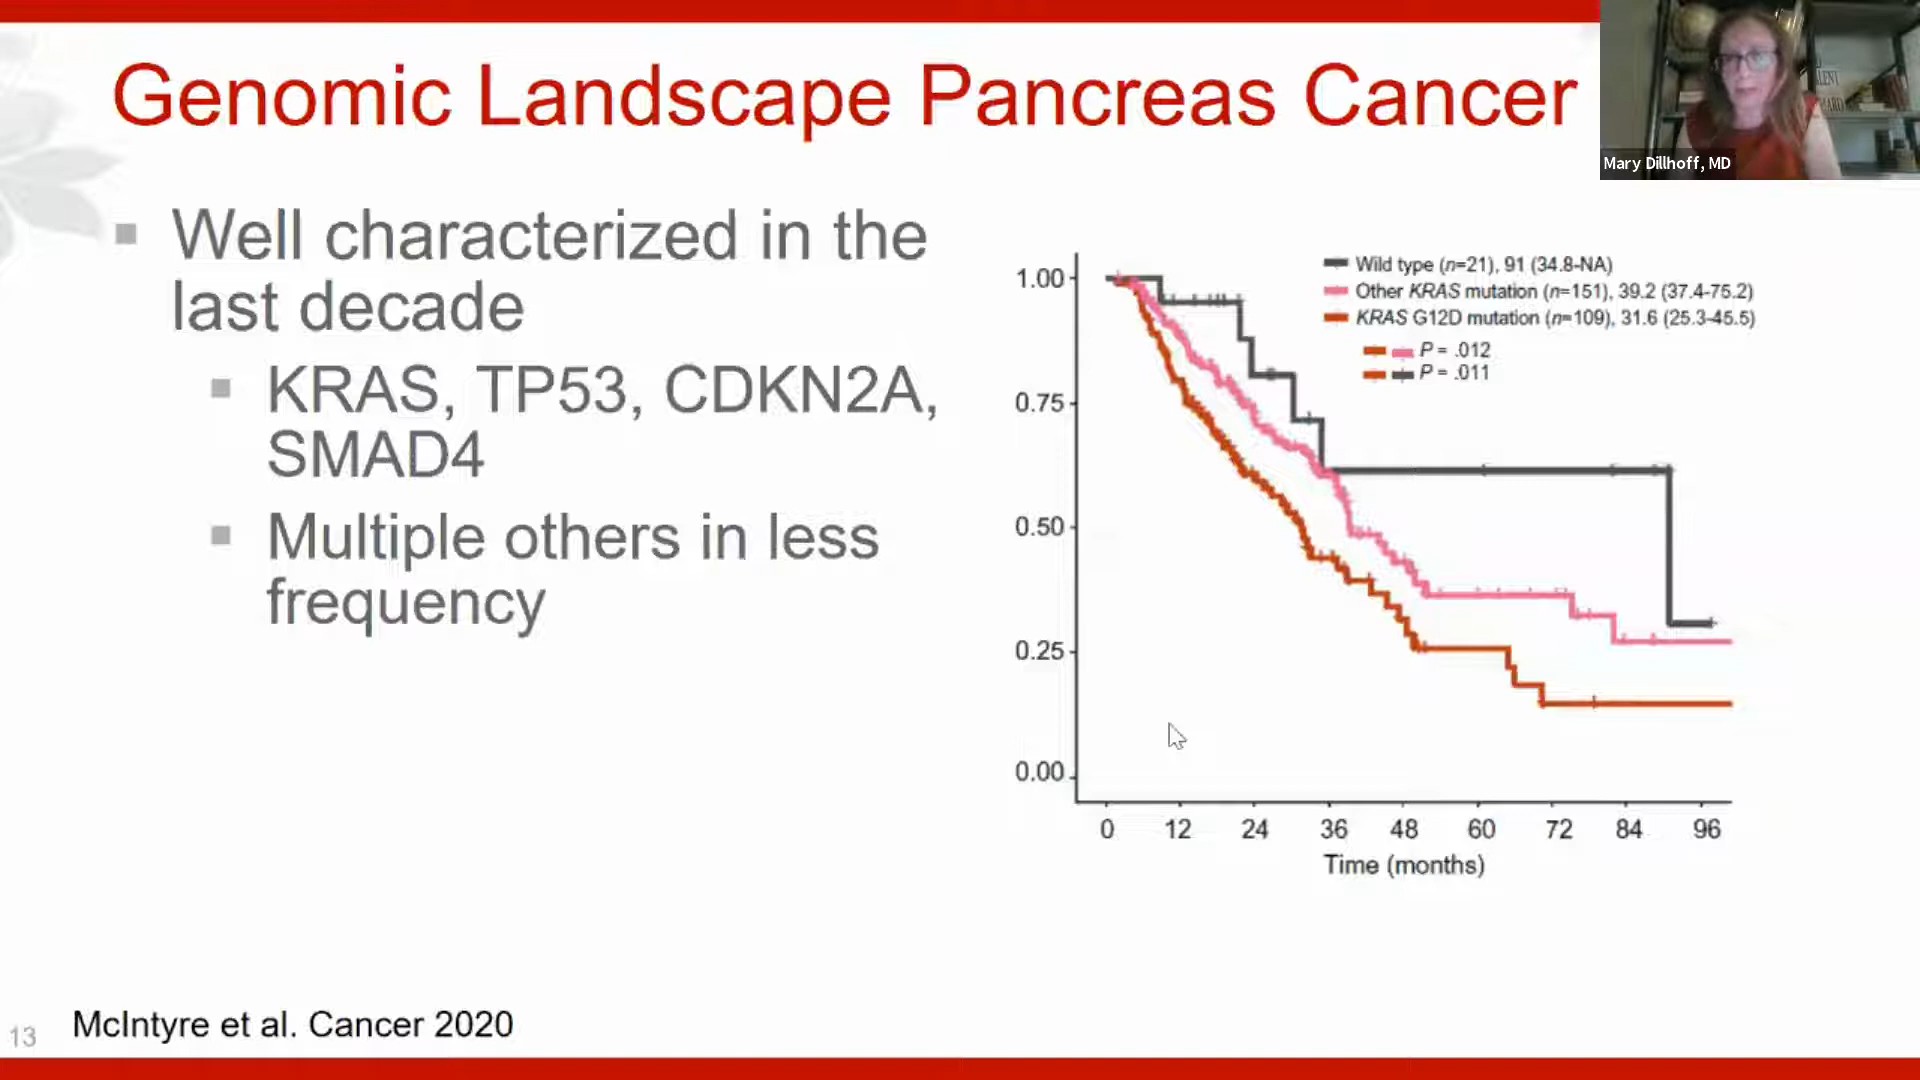 Genomic Landscape Pancreas Cancer
Mary Dillhoff, MD
Well characterized in the
last decade
KRAS, TP53, CDKN2A,
SMAD4
Multiple others in less
frequency
Wild type (n=21), 91 (34.8-NA)
Other KRAS mutation (n=151), 39.2 (37.4-75.2)
KRAS G12D mutation (n=109), 31.6 (25.3-45.5)
P = .012
P = .011
1.00
0.75
0.50
0.25
0.00
0 12 24 36 48 60 72 84 96
Time (months)
McIntyre et al. Cancer 2020
13